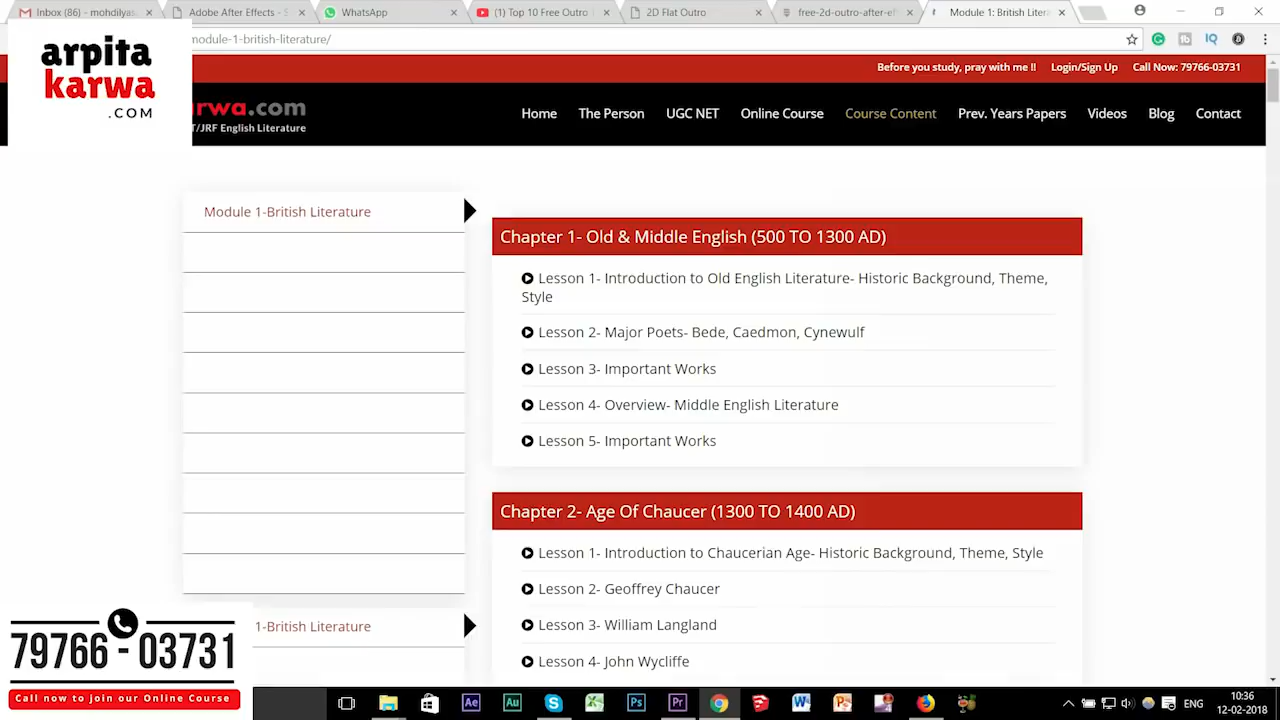 Inbox (86) - mohdilyas
Adobe After Effects - S
WhatsApp
(1) Top 10 Free Outro
2D Flat Outro
free-2d-outro-after-ef
Module 1: British Litera
module-1-british-literature/
arpita
karwa
.COM
Before you study, pray with me !!
Login/Sign Up
Call Now: 79766-03731
arwa.com
T/JRF English Literature
Home
The Person
UGC NET
Online Course
Course Content
Prev. Years Papers
Videos
Blog
Contact
Module 1-British Literature
Chapter 1- Old & Middle English (500 TO 1300 AD)
Lesson 1- Introduction to Old English Literature- Historic Background, Theme,
Style
Lesson 2- Major Poets- Bede, Caedmon, Cynewulf
Lesson 3- Important Works
Lesson 4- Overview- Middle English Literature
Lesson 5- Important Works
Chapter 2- Age Of Chaucer (1300 TO 1400 AD)
Lesson 1- Introduction to Chaucerian Age- Historic Background, Theme, Style
Lesson 2- Geoffrey Chaucer
Lesson 3- William Langland
Lesson 4- John Wycliffe
1-British Literature
79766 - 03731
Call now to join our Online Course
ENG
10:36
12-02-2018